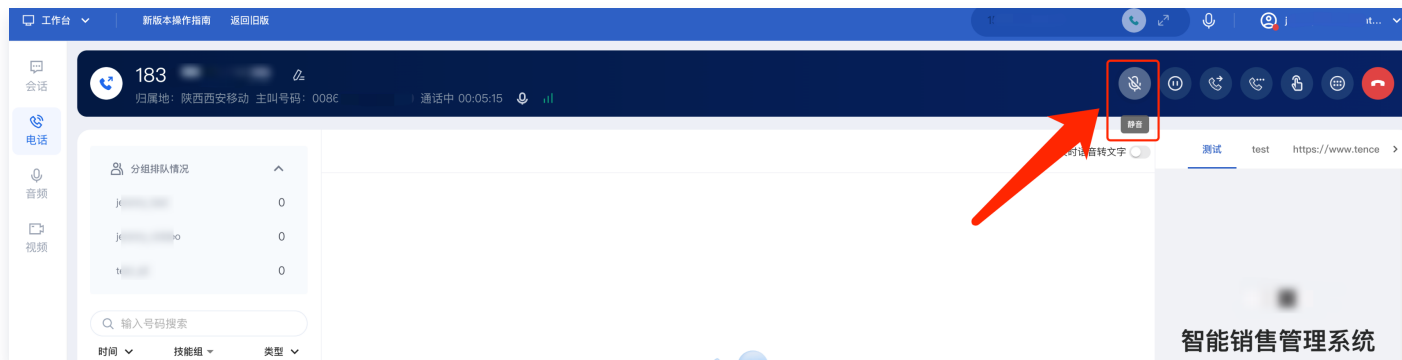 工作台 新版本操作指南 返回旧版
会话
电话
音频
视频
183
归属地：陕西西安移动 主叫号码：0086 通话中 00:05:15
静音
时语音转文字
测试 test https://www.tence
分组排队情况
0
0
0
输入号码搜索
时间 技能组 类型
智能销售管理系统